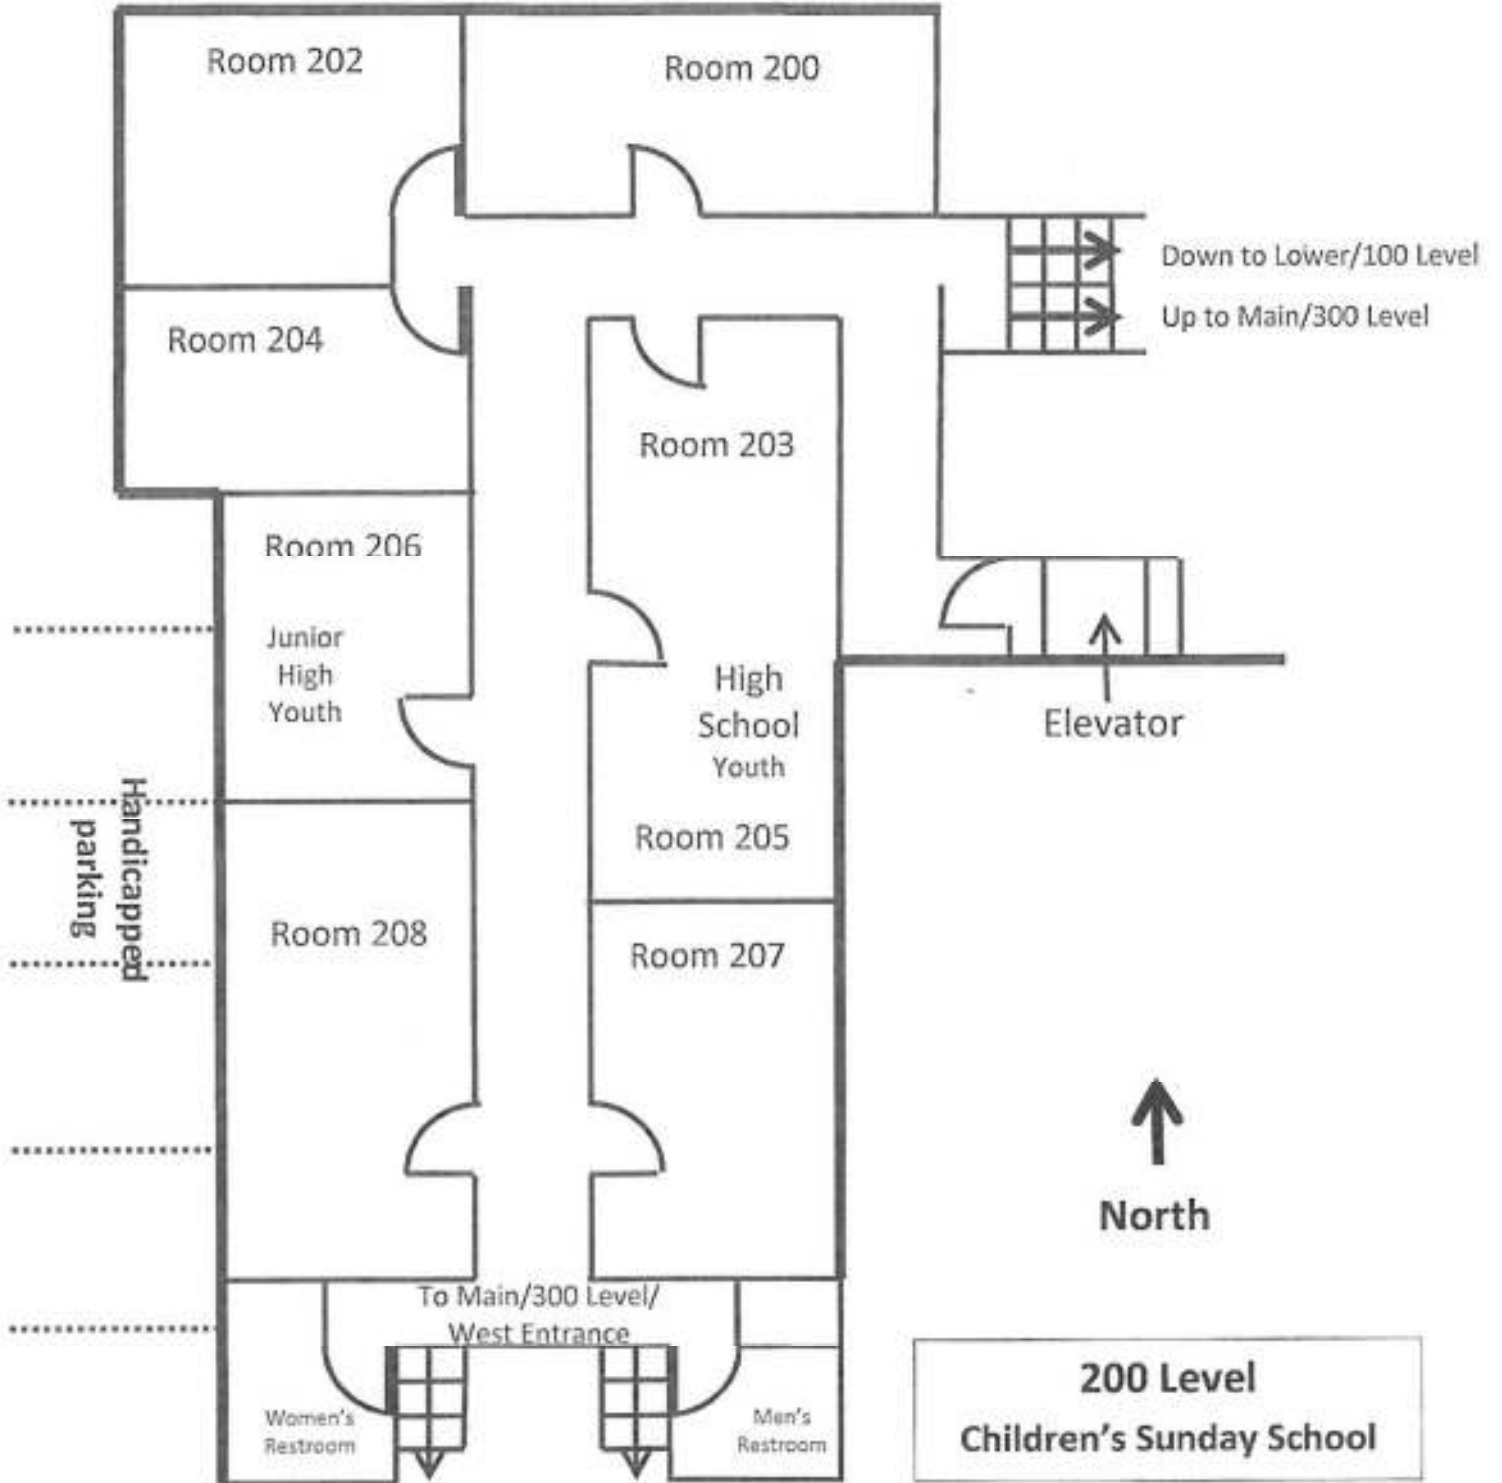 Room 202
Room 200
Down to Lower/100 Level
Up to Main/300 Level
Room 204
Room 203
Room 206
Junior
High
Youth
High
School
Youth
Elevator
Room 205
Handicapped
parking
Room 208
Room 207
North
To Main/300 Level/
West Entrance
Women's
Restroom
Men's
Restroom
200 Level
Children's Sunday School